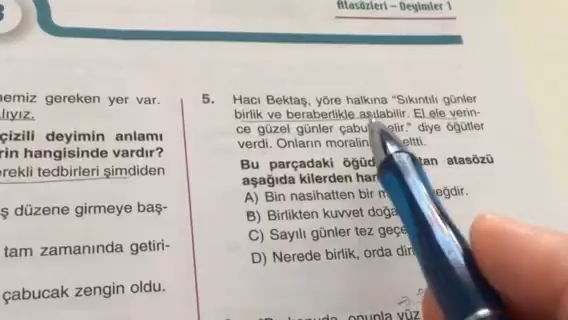 Atasözleri – Deyimler 1
emiz gereken yer var.
lıyız.
çizili deyimin anlamı
rin hangisinde vardır?
rekli tedbirleri şimdiden
ş düzene girmeye baş-
tam zamanında getiri-
çabucak zengin oldu.
5. Hacı Bektaş, yöre halkına “Sıkıntılı günler
birlik ve beraberlikle aşılabilir. El ele verin-
ce güzel günler çabu elir.” diye öğütler
verdi. Onların moralin eltti.
Bu parçadaki öğüd tan atasözü
aşağıda kilerden han
A) Bin nasihatten bir m eğdir.
B) Birlikten kuvvet doğa
C) Sayılı günler tez geçe
D) Nerede birlik, orda dir
konuda onunla yüz